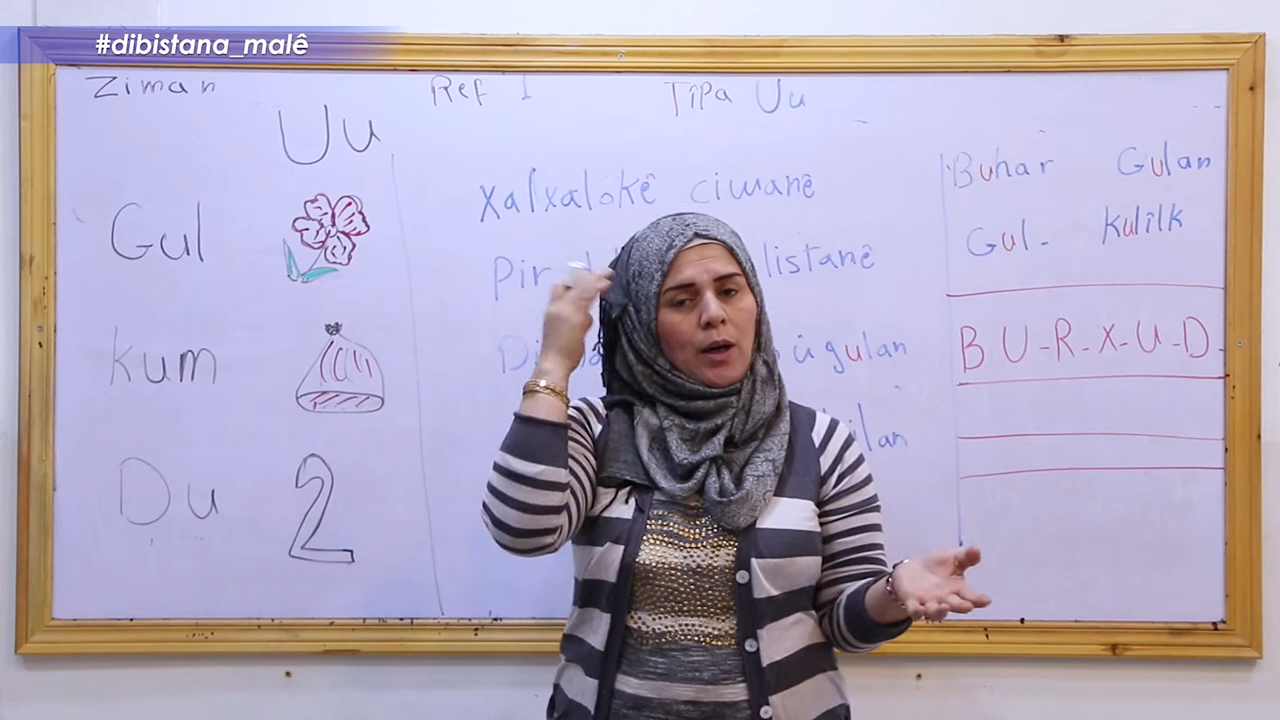 #dibistana_malê
Ziman Ref 1 Tîpa Uu
Uu
Gul
Kum
Du
2
xalxalokê ciwanê
listanê
û gulan
Buhar Gulan
Gul - Kulîlk
B U - R - X - U - D -